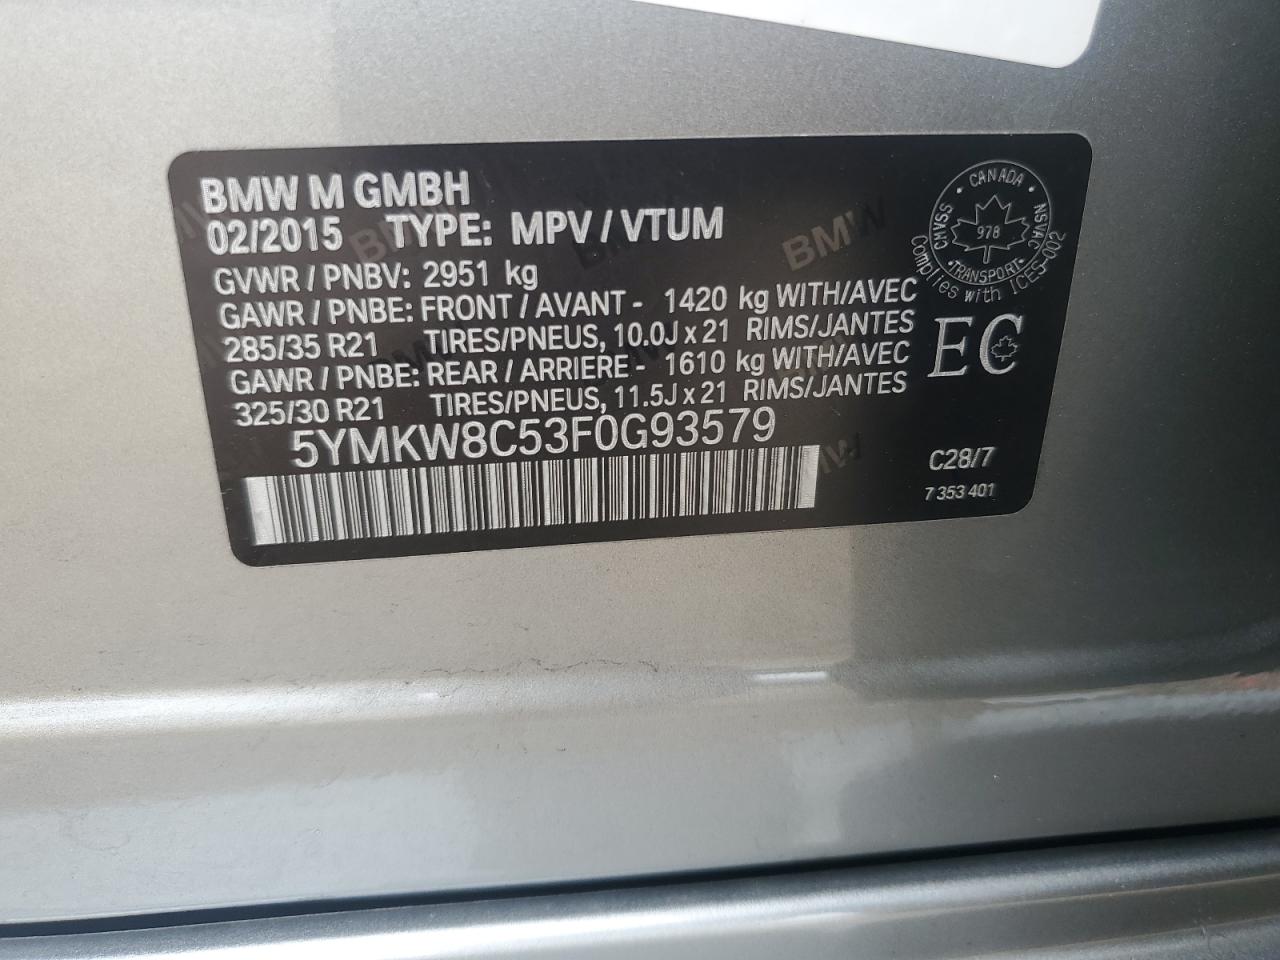 BMW M GMBH
02/2015 TYPE: MPV / VTUM
GVWR / PNBV: 2951 kg
GAWR / PNBE: FRONT / AVANT - 1420 kg WITH/AVEC
285/35 R21 TIRES/PNEUS, 10.0J x 21 RIMS/JANTES
GAWR / PNBE: REAR / ARRIERE - 1610 kg WITH/AVEC
325/30 R21 TIRES/PNEUS, 11.5J x 21 RIMS/JANTES
5YMKW8C53F0G93579
CANADA
CMVSS
NSVAC
978
TRANSPORT
Complies with ICES-002
EC
C28/7
7 353 401
BMW
BMW
BMW